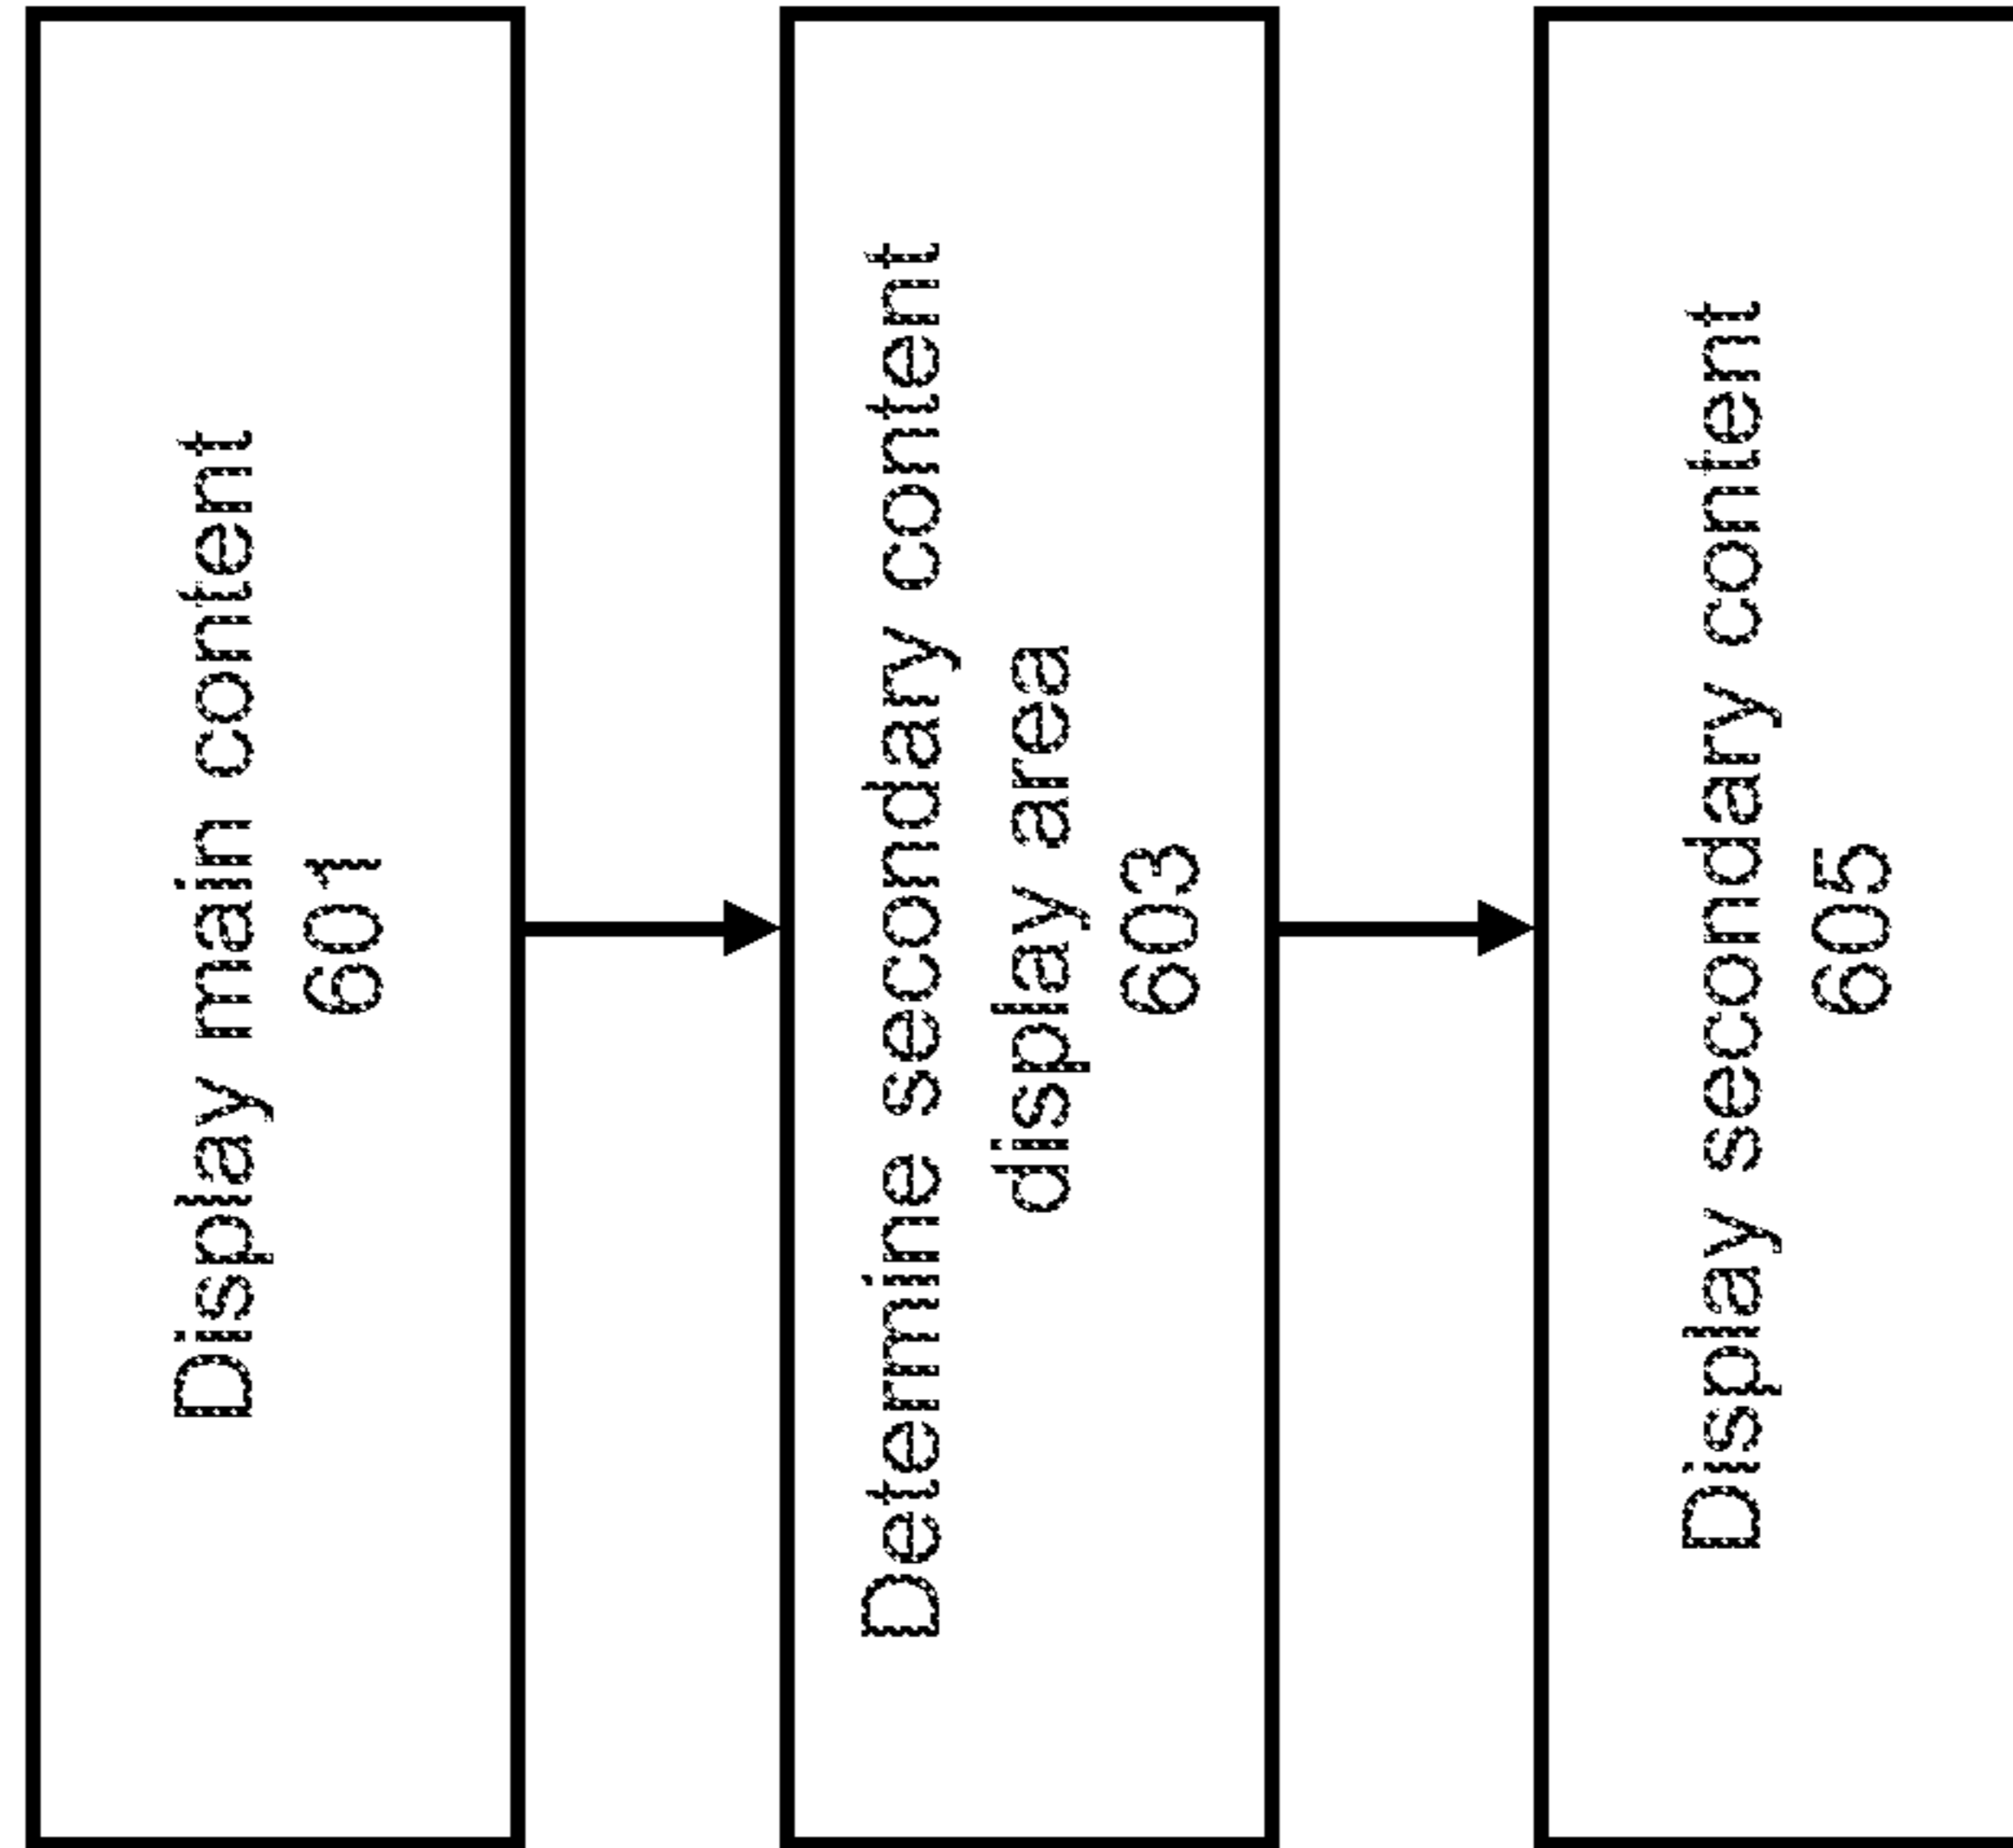 Display main content
601
Determine secondary content
display area
603
Display secondary content
605